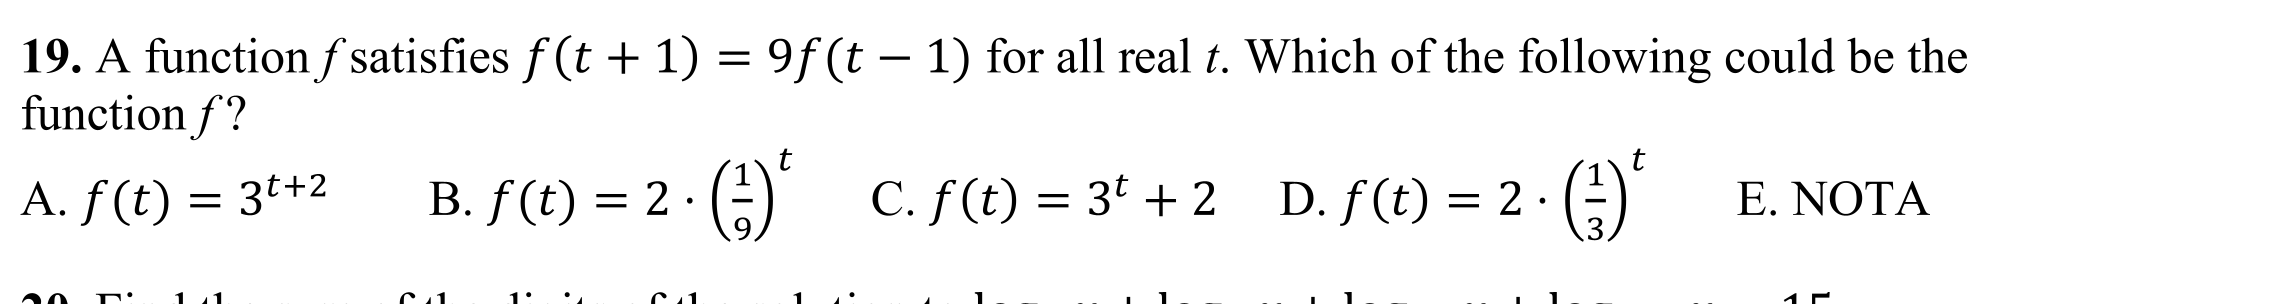 19. A function f satisfies f(t + 1) = 9f(t − 1) for all real t. Which of the following could be the
function f?
A. f(t) = 3^{t+2} B. f(t) = 2 · (1/9)^t C. f(t) = 3^t + 2 D. f(t) = 2 · (1/3)^t E. NOTA